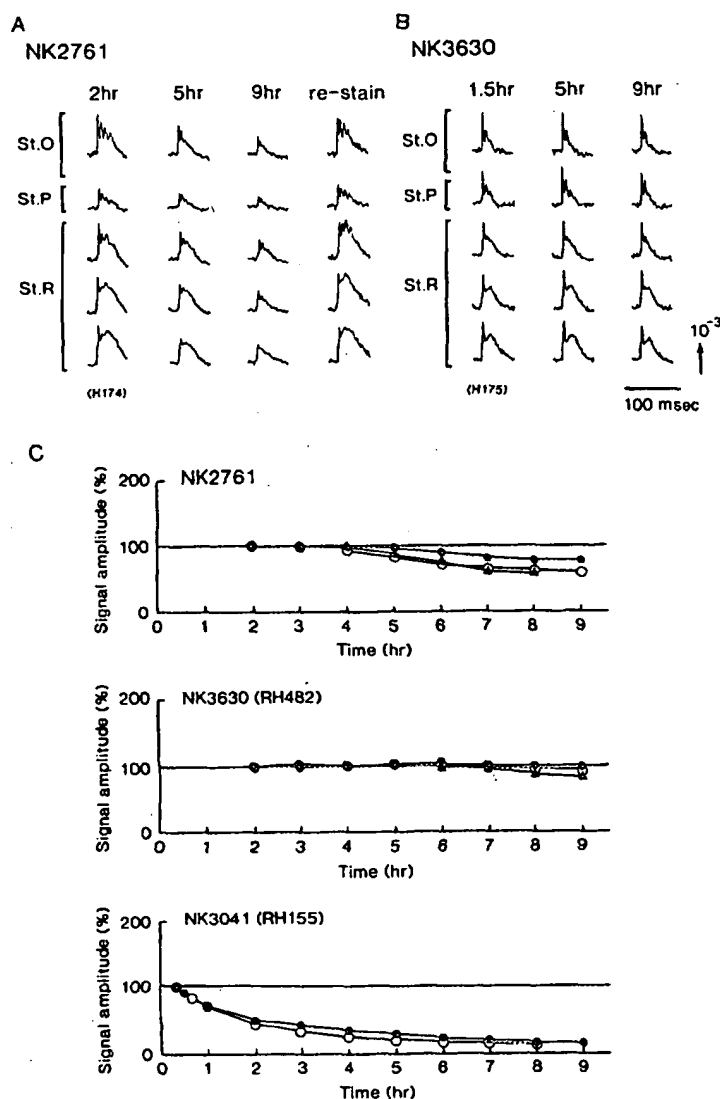 A
NK2761
2hr 5hr 9hr re-stain
St.O
St.P
St.R
(H174)
B
NK3630
1.5hr 5hr 9hr
St.O
St.P
St.R
(H175)
10⁻³
100 msec
C
NK2761
Signal amplitude (%)
200
100
0
0 1 2 3 4 5 6 7 8 9
Time (hr)
NK3630 (RH482)
Signal amplitude (%)
200
100
0
0 1 2 3 4 5 6 7 8 9
Time (hr)
NK3041 (RH155)
Signal amplitude (%)
200
100
0
0 1 2 3 4 5 6 7 8 9
Time (hr)